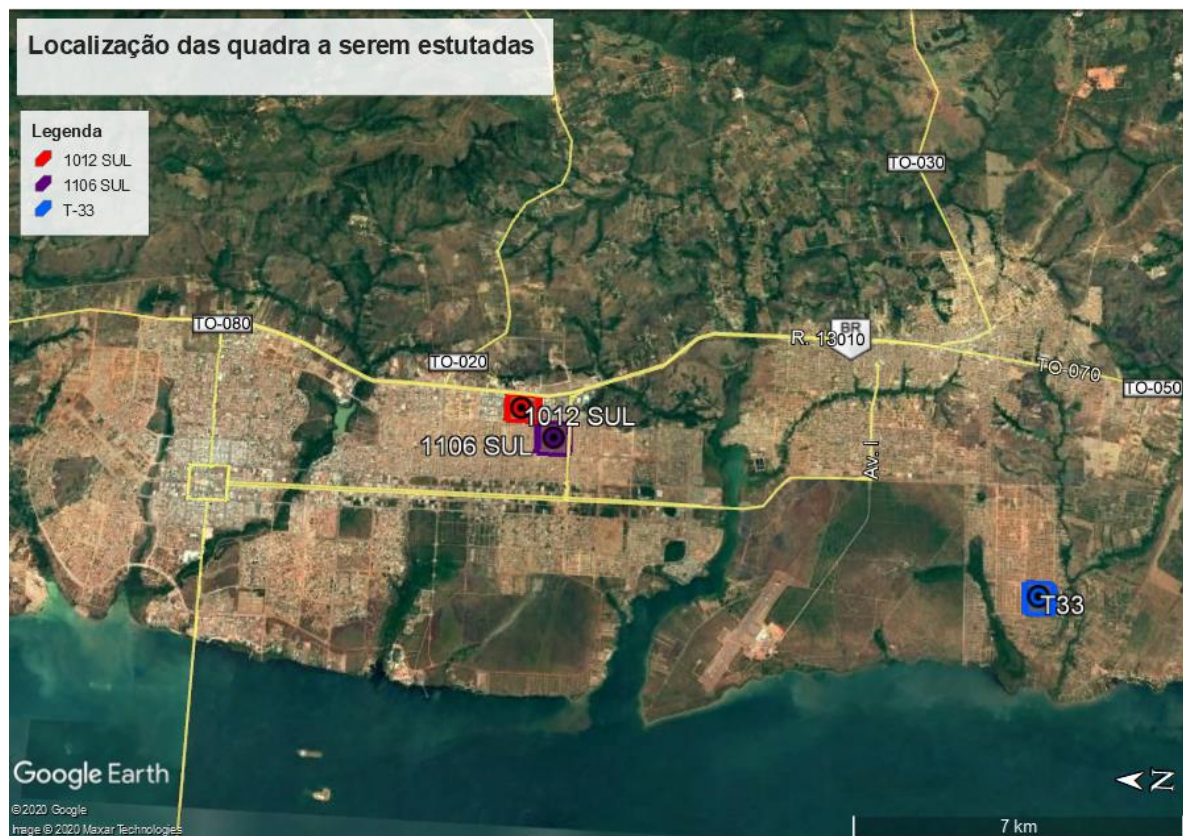 Localização das quadra a serem estutadas
Legenda
1012 SUL
1106 SUL
T-33
TO-030
TO-080
BR
R. 13010
TO-020
TO-070
TO-050
1012 SUL
1106 SUL
Av. I
T33
Google Earth
N
© 2020 Google
Image © 2020 Maxar Technologies
7 km